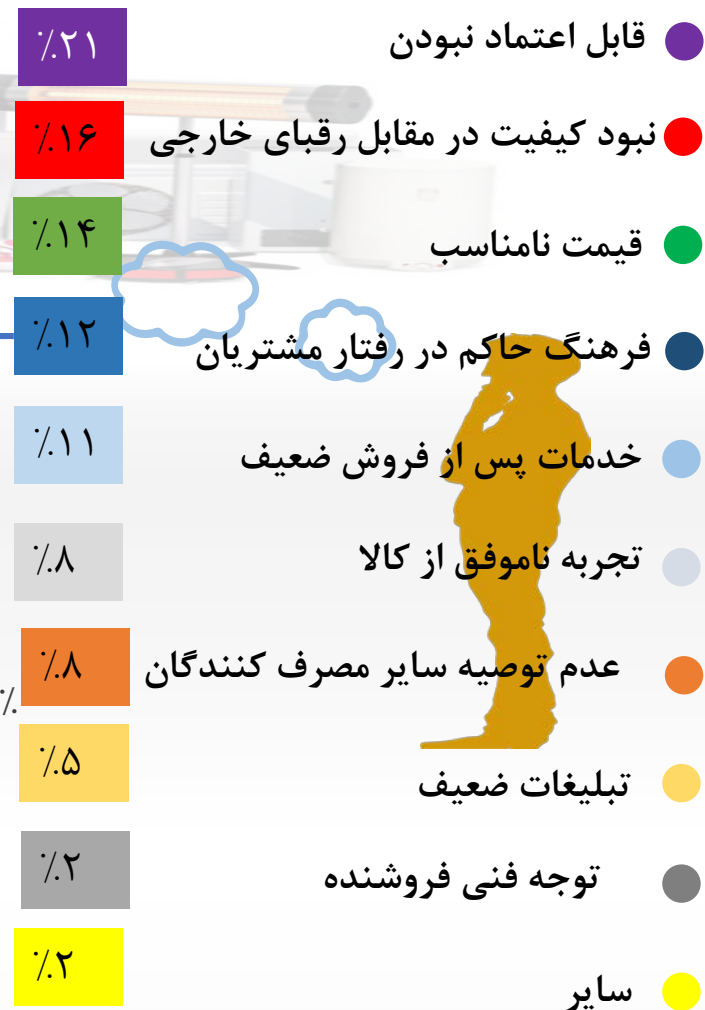 قابل اعتماد نبودن ٪۲۱
نبود کیفیت در مقابل رقبای خارجی ٪۱۶
قیمت نامناسب ٪۱۴
فرهنگ حاکم در رفتار مشتریان ٪۱۲
خدمات پس از فروش ضعیف ٪۱۱
تجربه ناموفق از کالا ٪۸
عدم توصیه سایر مصرف کنندگان ٪۸
٪
تبلیغات ضعیف ٪۵
توجه فنی فروشنده ٪۲
سایر ٪۲